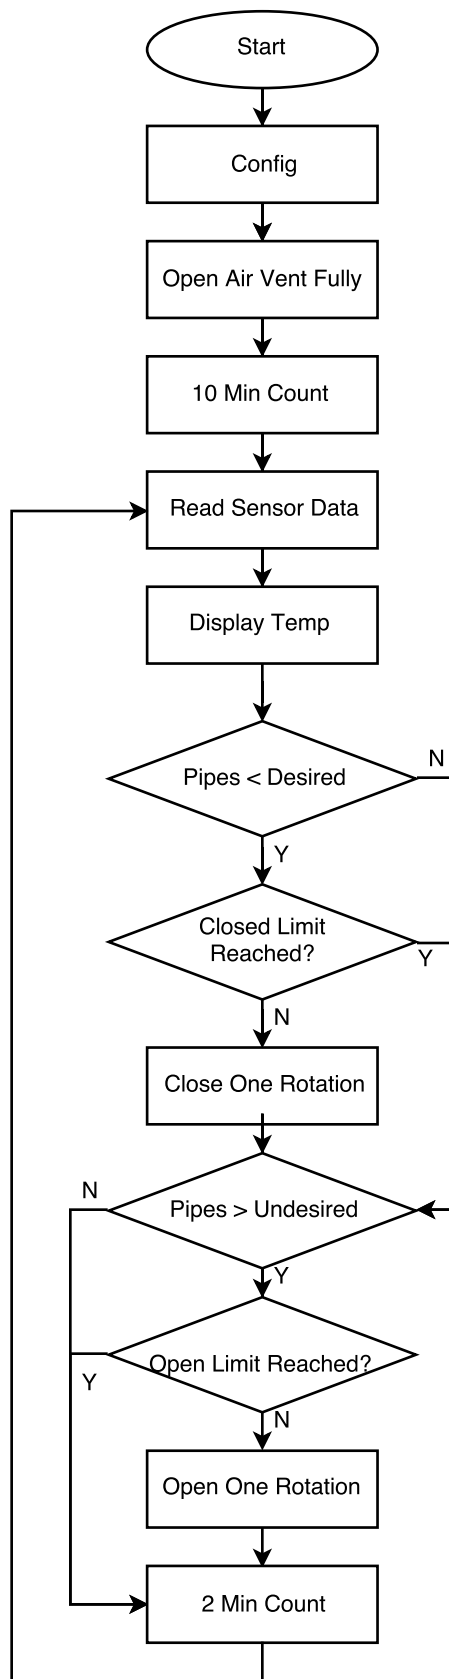 Start
Config
Open Air Vent Fully
10 Min Count
Read Sensor Data
Display Temp
N
Pipes < Desired
Y
Closed Limit
Reached?
Y
N
Close One Rotation
N
Pipes > Undesired
Y
Open Limit Reached?
Y
N
Open One Rotation
2 Min Count